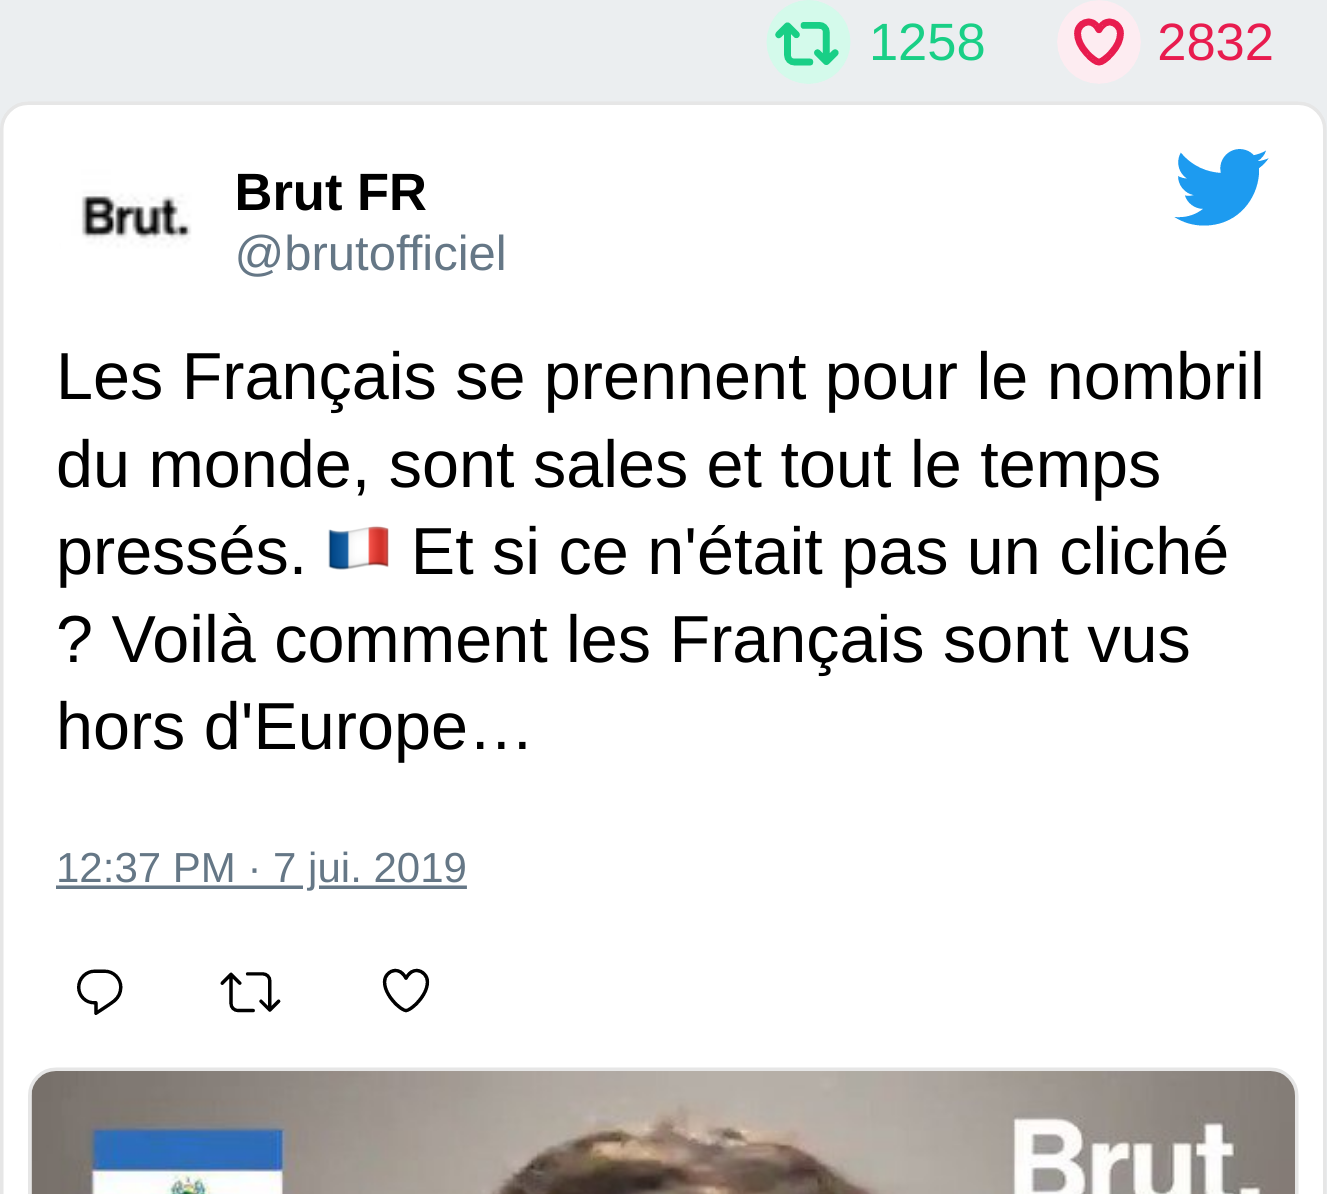 1258 2832
Brut.
Brut FR
@brutofficiel
Les Français se prennent pour le nombril
du monde, sont sales et tout le temps
pressés. 🇫🇷 Et si ce n'était pas un cliché
? Voilà comment les Français sont vus
hors d'Europe…
12:37 PM · 7 jui. 2019
Brut.